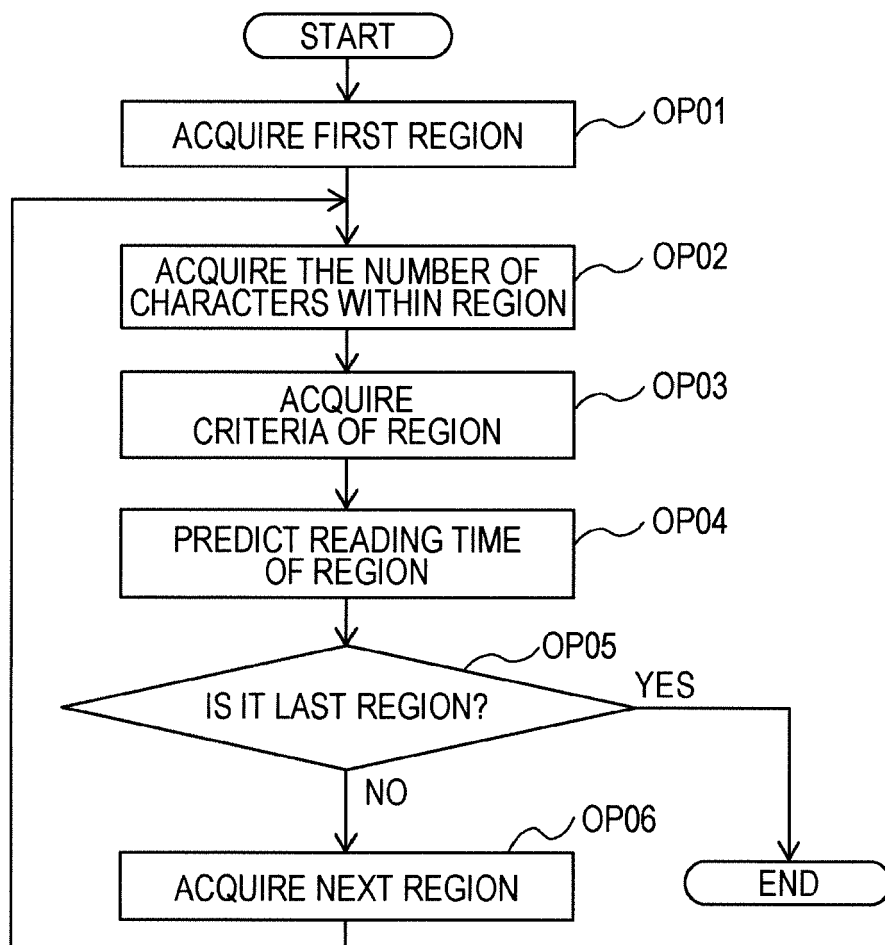 START
ACQUIRE FIRST REGION
OP01
ACQUIRE THE NUMBER OF
CHARACTERS WITHIN REGION
OP02
ACQUIRE
CRITERIA OF REGION
OP03
PREDICT READING TIME
OF REGION
OP04
IS IT LAST REGION?
OP05
YES
NO
ACQUIRE NEXT REGION
OP06
END